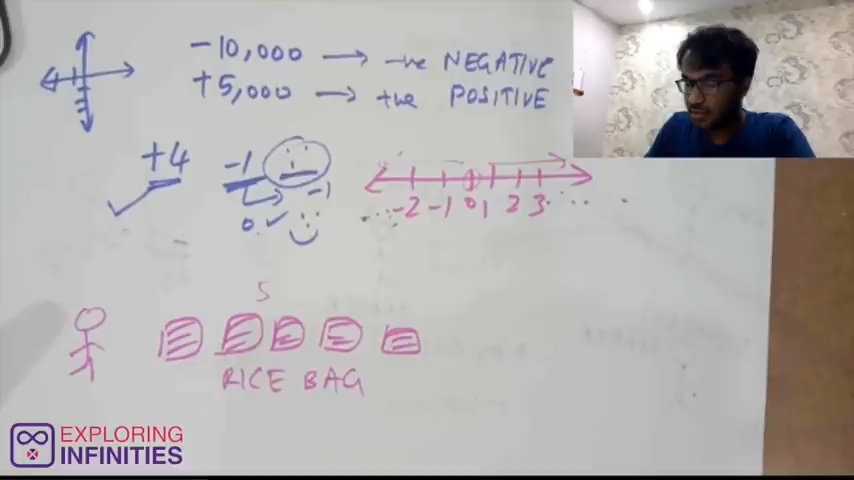 -10,000 → -ve NEGATIVE
+5,000 → +ve POSITIVE
+4 -1
-1
0 ✓
...-2 -1 0 1 2 3....
5
RICE BAG
EXPLORING
INFINITIES